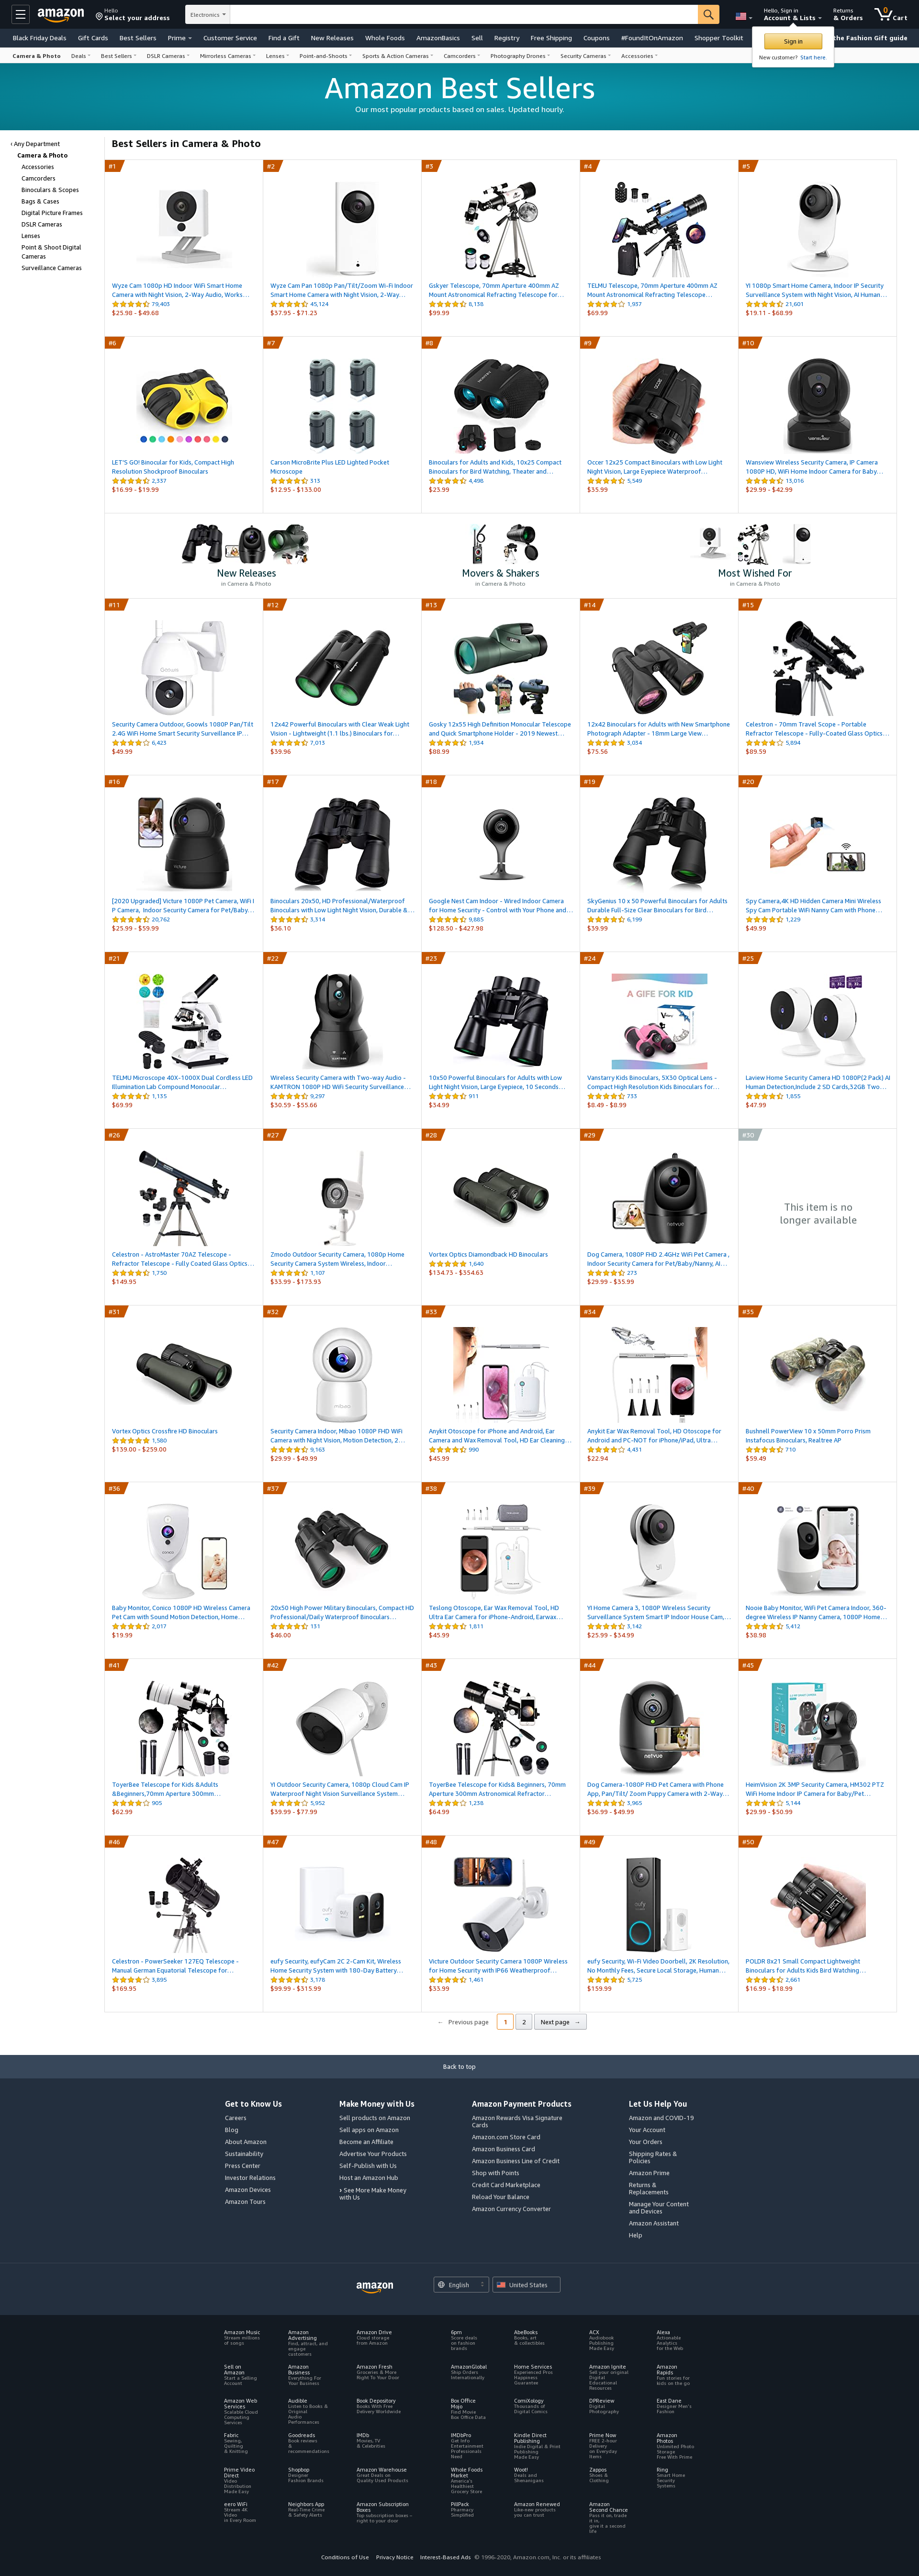 amazon
Hello
Select your address
Electronics
Hello, Sign in
Account & Lists
Returns
& Orders
0
Cart
Black Friday Deals
Gift Cards
Best Sellers
Prime
Customer Service
Find a Gift
New Releases
Whole Foods
AmazonBasics
Sell
Registry
Free Shipping
Coupons
#FoundItOnAmazon
Shopper Toolkit
the Fashion Gift guide
Sign in
New customer? Start here.
Camera & Photo
Deals
Best Sellers
DSLR Cameras
Mirrorless Cameras
Lenses
Point-and-Shoots
Sports & Action Cameras
Camcorders
Photography Drones
Security Cameras
Accessories
Amazon Best Sellers
Our most popular products based on sales. Updated hourly.
‹ Any Department
Camera & Photo
Accessories
Camcorders
Binoculars & Scopes
Bags & Cases
Digital Picture Frames
DSLR Cameras
Lenses
Point & Shoot Digital
Cameras
Surveillance Cameras
Best Sellers in Camera & Photo
#1
Wyze Cam 1080p HD Indoor WiFi Smart Home
Camera with Night Vision, 2-Way Audio, Works…
79,403
$25.98 - $49.68
#2
Wyze Cam Pan 1080p Pan/Tilt/Zoom Wi-Fi Indoor
Smart Home Camera with Night Vision, 2-Way…
45,124
$37.95 - $71.23
#3
Gskyer Telescope, 70mm Aperture 400mm AZ
Mount Astronomical Refracting Telescope for…
8,138
$99.99
#4
TELMU Telescope, 70mm Aperture 400mm AZ
Mount Astronomical Refracting Telescope…
1,937
$69.99
#5
YI 1080p Smart Home Camera, Indoor IP Security
Surveillance System with Night Vision, AI Human…
21,601
$19.11 - $68.99
#6
LET'S GO! Binocular for Kids, Compact High
Resolution Shockproof Binoculars
2,337
$16.99 - $19.99
#7
Carson MicroBrite Plus LED Lighted Pocket
Microscope
313
$12.95 - $133.00
#8
Binoculars for Adults and Kids, 10x25 Compact
Binoculars for Bird Watching, Theater and…
4,496
$23.99
#9
Occer 12x25 Compact Binoculars with Low Light
Night Vision, Large Eyepiece Waterproof…
5,549
$35.99
#10
Wansview Wireless Security Camera, IP Camera
1080P HD, WiFi Home Indoor Camera for Baby…
13,016
$29.99 - $42.99
New Releases
in Camera & Photo
Movers & Shakers
in Camera & Photo
Most Wished For
in Camera & Photo
#11
Security Camera Outdoor, Goowls 1080P Pan/Tilt
2.4G WiFi Home Smart Security Surveillance IP…
6,423
$49.99
#12
12x42 Powerful Binoculars with Clear Weak Light
Vision - Lightweight (1.1 lbs.) Binoculars for…
7,013
$39.96
#13
Gosky 12x55 High Definition Monocular Telescope
and Quick Smartphone Holder - 2019 Newest…
1,934
$88.99
#14
12x42 Binoculars for Adults with New Smartphone
Photograph Adapter - 18mm Large View…
3,034
$75.56
#15
Celestron - 70mm Travel Scope - Portable
Refractor Telescope - Fully-Coated Glass Optics…
5,894
$89.59
#16
[2020 Upgraded] Victure 1080P Pet Camera, WiFi I
P Camera, Indoor Security Camera for Pet/Baby…
20,762
$25.99 - $59.99
#17
Binoculars 20x50, HD Professional/Waterproof
Binoculars with Low Light Night Vision, Durable &…
3,514
$36.10
#18
Google Nest Cam Indoor - Wired Indoor Camera
for Home Security - Control with Your Phone and…
9,883
$128.50 - $427.98
#19
SkyGenius 10 x 50 Powerful Binoculars for Adults
Durable Full-Size Clear Binoculars for Bird…
6,199
$39.99
#20
Spy Camera,4K HD Hidden Camera Mini Wireless
Spy Cam Portable WiFi Nanny Cam with Phone…
1,229
$49.99
#21
TELMU Microscope 40X-1000X Dual Cordless LED
Illumination Lab Compound Monocular…
1,135
$69.99
#22
Wireless Security Camera with Two-way Audio -
KAMTRON 1080P HD WiFi Security Surveillance…
9,297
$30.59 - $55.66
#23
10x50 Powerful Binoculars for Adults with Low
Light Night Vision, Large Eyepiece, 10 Seconds…
911
$34.99
#24
A GIFF FOR KID
Vanstarry Kids Binoculars, 5X30 Optical Lens -
Compact High Resolution Kids Binoculars for…
733
$8.49 - $8.99
#25
Laview Home Security Camera HD 1080P(2 Pack) AI
Human Detection,Include 2 SD Cards,32GB Two…
1,855
$47.99
#26
Celestron - AstroMaster 70AZ Telescope -
Refractor Telescope - Fully Coated Glass Optics…
1,750
$149.95
#27
Zmodo Outdoor Security Camera, 1080p Home
Security Camera System Wireless, Indoor…
1,107
$33.99 - $173.93
#28
Vortex Optics Diamondback HD Binoculars
1,640
$134.73 - $354.63
#29
Dog Camera, 1080P FHD 2.4GHz WiFi Pet Camera ,
Indoor Security Camera for Pet/Baby/Nanny, AI…
273
$29.99 - $35.99
#30
This item is no
longer available
#31
Vortex Optics Crossfire HD Binoculars
1,560
$139.00 - $259.00
#32
Security Camera Indoor, Mibao 1080P FHD WiFi
Camera with Night Vision, Motion Detection, 2…
9,163
$29.99 - $49.99
#33
Anykit Otoscope for iPhone and Android, Ear
Camera and Wax Removal Tool, HD Ear Cleaning…
990
$45.99
#34
Anykit Ear Wax Removal Tool, HD Otoscope for
Android and PC-NOT for iPhone/iPad, Ultra…
4,431
$22.94
#35
Bushnell PowerView 10 x 50mm Porro Prism
Instafocus Binoculars, Realtree AP
710
$59.49
#36
Baby Monitor, Conico 1080P HD Wireless Camera
Pet Cam with Sound Motion Detection, Home…
2,017
$19.99
#37
20x50 High Power Military Binoculars, Compact HD
Professional/Daily Waterproof Binoculars…
131
$46.00
#38
Teslong Otoscope, Ear Wax Removal Tool, HD
Ultra Ear Camera for iPhone-Android, Earwax…
1,811
$45.99
#39
YI Home Camera 3, 1080P Wireless Security
Surveillance System Smart IP Indoor House Cam,…
3,142
$25.99 - $34.99
#40
Nooie Baby Monitor, WiFi Pet Camera Indoor, 360-
degree Wireless IP Nanny Camera, 1080P Home…
5,412
$38.98
#41
ToyerBee Telescope for Kids &Adults
&Beginners,70mm Aperture 300mm…
905
$62.99
#42
YI Outdoor Security Camera, 1080p Cloud Cam IP
Waterproof Night Vision Surveillance System…
5,952
$39.99 - $77.99
#43
ToyerBee Telescope for Kids& Beginners, 70mm
Aperture 300mm Astronomical Refractor…
1,238
$64.99
#44
netvue
Dog Camera-1080P FHD Pet Camera with Phone
App, Pan/Tilt/ Zoom Puppy Camera with 2-Way…
3,965
$36.99 - $49.99
#45
HeimVision 2K 3MP Security Camera, HM302 PTZ
WiFi Home Indoor IP Camera for Baby/Pet…
5,144
$29.99 - $50.99
#46
Celestron - PowerSeeker 127EQ Telescope -
Manual German Equatorial Telescope for…
3,895
$169.95
#47
eufy Security, eufyCam 2C 2-Cam Kit, Wireless
Home Security System with 180-Day Battery…
3,178
$99.99 - $315.99
#48
Victure Outdoor Security Camera 1080P Wireless
for Home Security with IP66 Weatherproof…
1,461
$33.99
#49
eufy Security, Wi-Fi Video Doorbell, 2K Resolution,
No Monthly Fees, Secure Local Storage, Human…
5,725
$159.99
#50
POLDR 8x21 Small Compact Lightweight
Binoculars for Adults Kids Bird Watching…
2,661
$16.99 - $18.99
← Previous page
1
2
Next page →
Back to top
Get to Know Us
Careers
Blog
About Amazon
Sustainability
Press Center
Investor Relations
Amazon Devices
Amazon Tours
Make Money with Us
Sell products on Amazon
Sell apps on Amazon
Become an Affiliate
Advertise Your Products
Self-Publish with Us
Host an Amazon Hub
› See More Make Money
with Us
Amazon Payment Products
Amazon Rewards Visa Signature
Cards
Amazon.com Store Card
Amazon Business Card
Amazon Business Line of Credit
Shop with Points
Credit Card Marketplace
Reload Your Balance
Amazon Currency Converter
Let Us Help You
Amazon and COVID-19
Your Account
Your Orders
Shipping Rates &
Policies
Amazon Prime
Returns &
Replacements
Manage Your Content
and Devices
Amazon Assistant
Help
amazon
English
United States
Amazon Music
Stream millions
of songs
Amazon
Advertising
Find, attract, and
engage
customers
Amazon Drive
Cloud storage
from Amazon
6pm
Score deals
on fashion
brands
AbeBooks
Books, art
& collectibles
ACX
Audiobook
Publishing
Made Easy
Alexa
Actionable
Analytics
for the Web
Sell on
Amazon
Start a Selling
Account
Amazon
Business
Everything For
Your Business
Amazon Fresh
Groceries & More
Right To Your Door
AmazonGlobal
Ship Orders
Internationally
Home Services
Experienced Pros
Happiness
Guarantee
Amazon Ignite
Sell your original
Digital
Educational
Resources
Amazon
Rapids
Fun stories for
kids on the go
Amazon Web
Services
Scalable Cloud
Computing
Services
Audible
Listen to Books &
Original
Audio
Performances
Book Depository
Books With Free
Delivery Worldwide
Box Office
Mojo
Find Movie
Box Office Data
ComiXology
Thousands of
Digital Comics
DPReview
Digital
Photography
East Dane
Designer Men's
Fashion
Fabric
Sewing,
Quilting
& Knitting
Goodreads
Book reviews
&
recommendations
IMDb
Movies, TV
& Celebrities
IMDbPro
Get Info
Entertainment
Professionals
Need
Kindle Direct
Publishing
Indie Digital & Print
Publishing
Made Easy
Prime Now
FREE 2-hour
Delivery
on Everyday
Items
Amazon
Photos
Unlimited Photo
Storage
Free With Prime
Prime Video
Direct
Video
Distribution
Made Easy
Shopbop
Designer
Fashion Brands
Amazon Warehouse
Great Deals on
Quality Used Products
Whole Foods
Market
America's
Healthiest
Grocery Store
Woot!
Deals and
Shenanigans
Zappos
Shoes &
Clothing
Ring
Smart Home
Security
Systems
eero WiFi
Stream 4K
Video
in Every Room
Neighbors App
Real-Time Crime
& Safety Alerts
Amazon Subscription
Boxes
Top subscription boxes –
right to your door
PillPack
Pharmacy
Simplified
Amazon Renewed
Like-new products
you can trust
Amazon
Second Chance
Pass it on, trade
it in,
give it a second
life
Conditions of Use
Privacy Notice
Interest-Based Ads
© 1996-2020, Amazon.com, Inc. or its affiliates